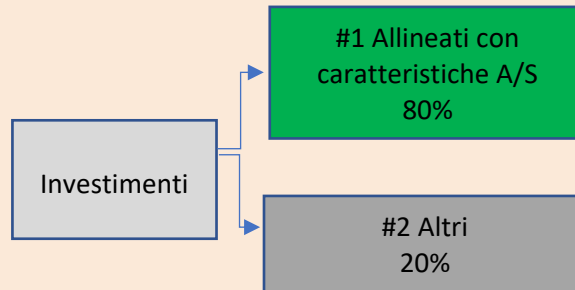 #1 Allineati con
caratteristiche A/S
80%
Investimenti
#2 Altri
20%